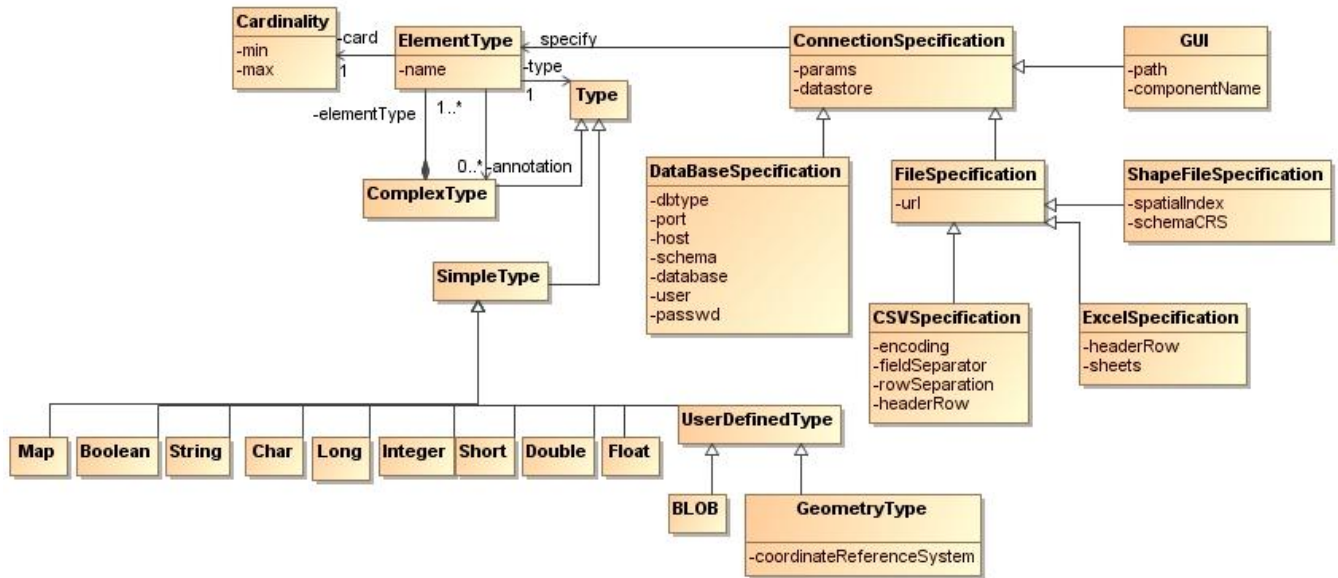 Cardinality
-min
-max
-card
1
ElementType
-name
specify
-type
1
Type
-elementType
1..*
0..*
-annotation
ComplexType
SimpleType
ConnectionSpecification
-params
-datastore
GUI
-path
-componentName
DataBaseSpecification
-dbtype
-port
-host
-schema
-database
-user
-passwd
FileSpecification
-url
ShapeFileSpecification
-spatialIndex
-schemaCRS
CSVSpecification
-encoding
-fieldSeparator
-rowSeparation
-headerRow
ExcelSpecification
-headerRow
-sheets
Map
Boolean
String
Char
Long
Integer
Short
Double
Float
UserDefinedType
BLOB
GeometryType
-coordinateReferenceSystem